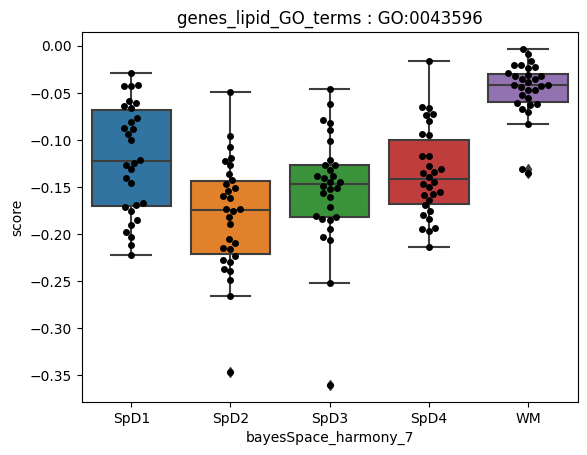 genes_lipid_GO_terms : GO:0043596
0.00
−0.05
−0.10
−0.15
−0.20
−0.25
−0.30
−0.35
score
SpD1 SpD2 SpD3 SpD4 WM
bayesSpace_harmony_7